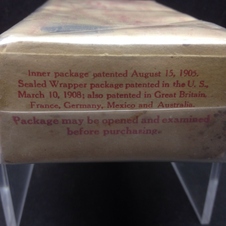 Inner package patented August 15, 1905.
Sealed Wrapper package patented in the U. S.,
March 10, 1908; also patented in Great Britain,
France, Germany, Mexico and Australia.
Package may be opened and examined
before purchasing.